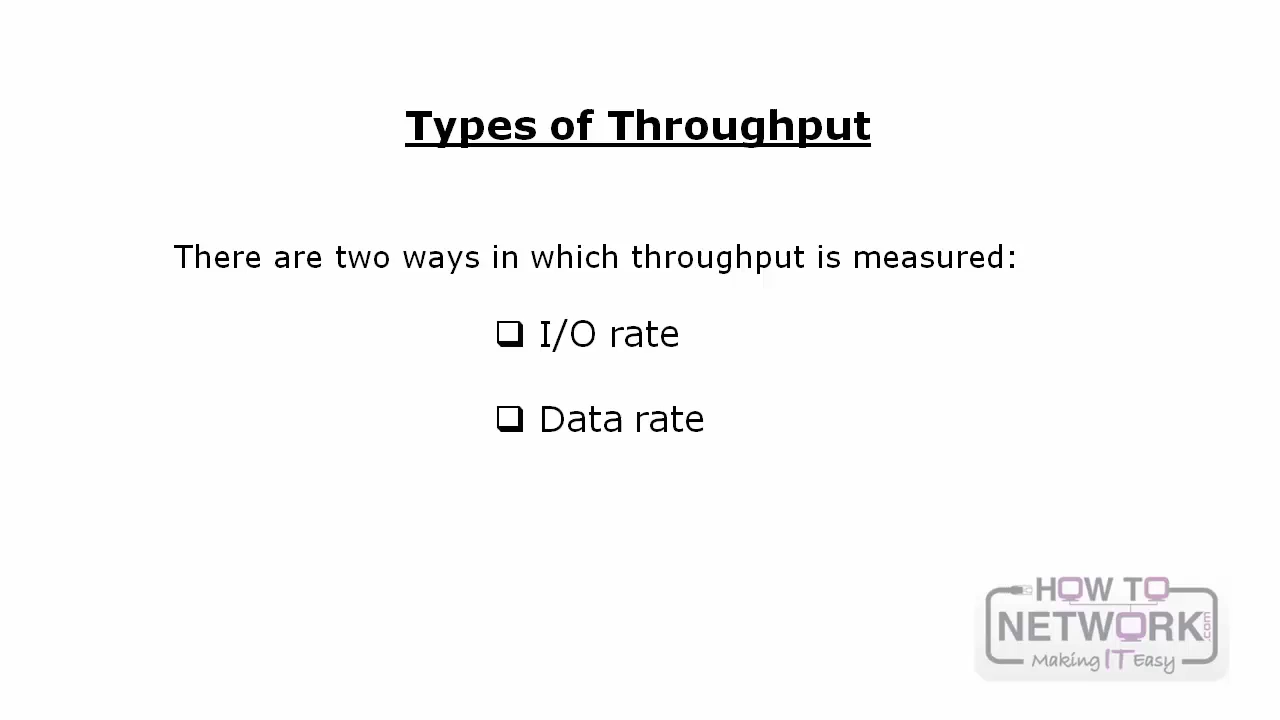 Types of Throughput
There are two ways in which throughput is measured:
❑ I/O rate
❑ Data rate
HOW TO
NETWORK.com
Making IT Easy